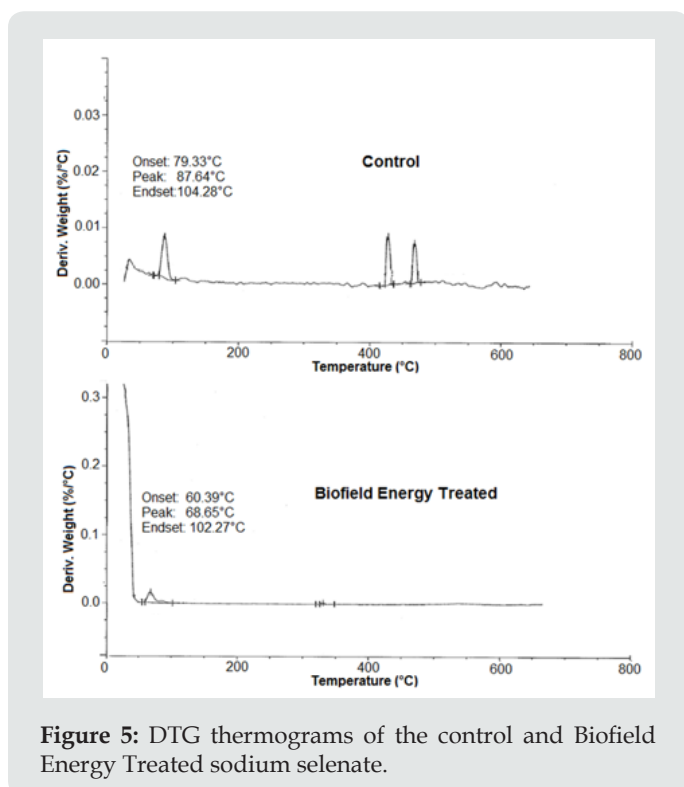 0.03
0.02
0.01
0.00
Deriv. Weight (%/°C)
Onset: 79.33°C
Peak: 87.64°C
Endset:104.28°C
Control
0
200
400
600
800
Temperature (°C)
0.3
0.2
0.1
0.0
Deriv. Weight (%/°C)
Onset: 60.39°C
Peak: 68.65°C
Endset: 102.27°C
Biofield Energy Treated
0
200
400
600
800
Temperature (°C)
Figure 5: DTG thermograms of the control and Biofield
Energy Treated sodium selenate.